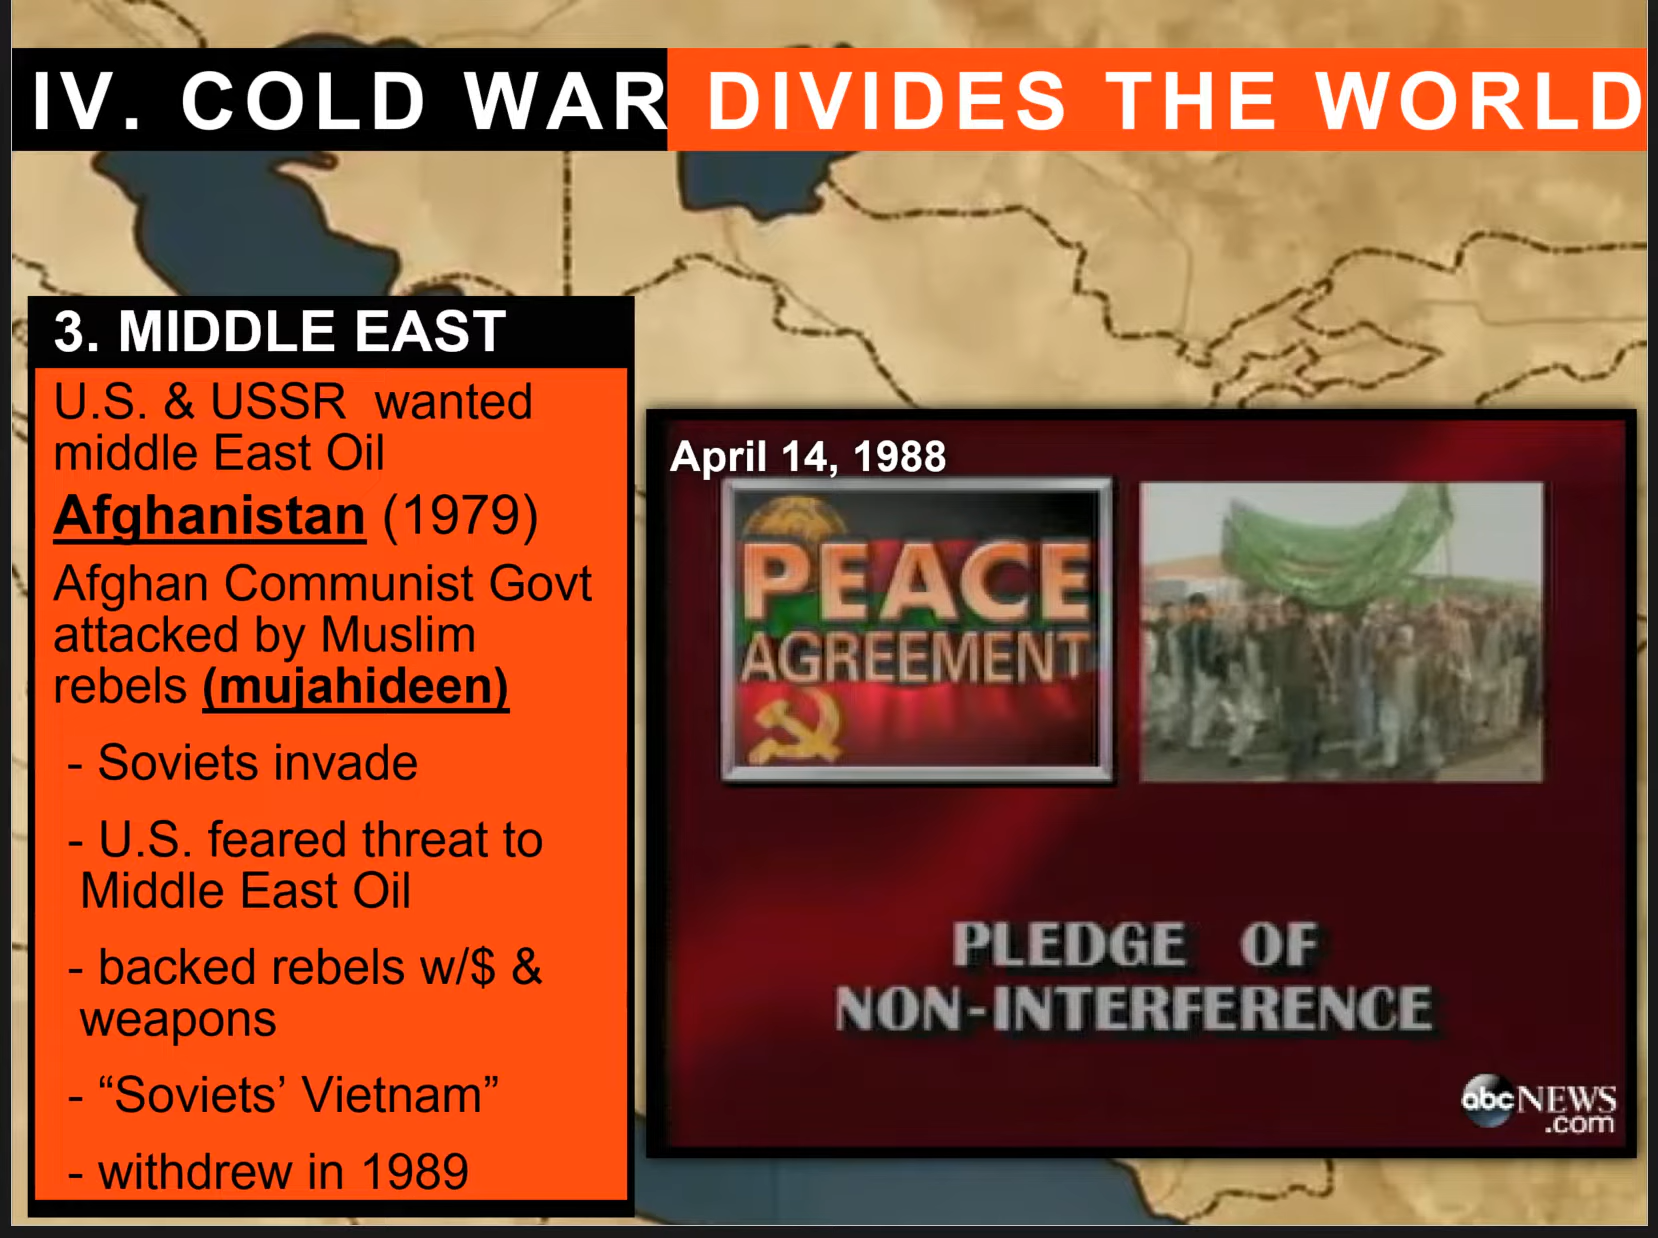 IV. COLD WAR DIVIDES THE WORLD
3. MIDDLE EAST
U.S. & USSR wanted
middle East Oil
Afghanistan (1979)
Afghan Communist Govt
attacked by Muslim
rebels (mujahideen)
- Soviets invade
- U.S. feared threat to
Middle East Oil
- backed rebels w/$ &
weapons
- “Soviets’ Vietnam”
- withdrew in 1989
April 14, 1988
PEACE
AGREEMENT
PLEDGE OF
NON-INTERFERENCE
abcNEWS
.com